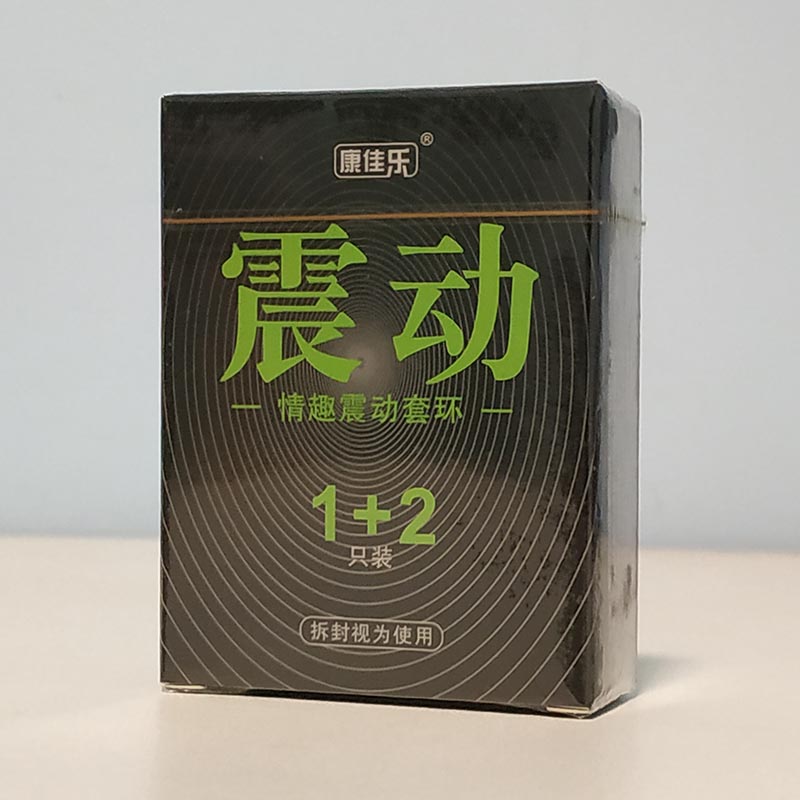 康佳乐®
震动
— 情趣震动套环 —
1+2
只装
拆封视为使用